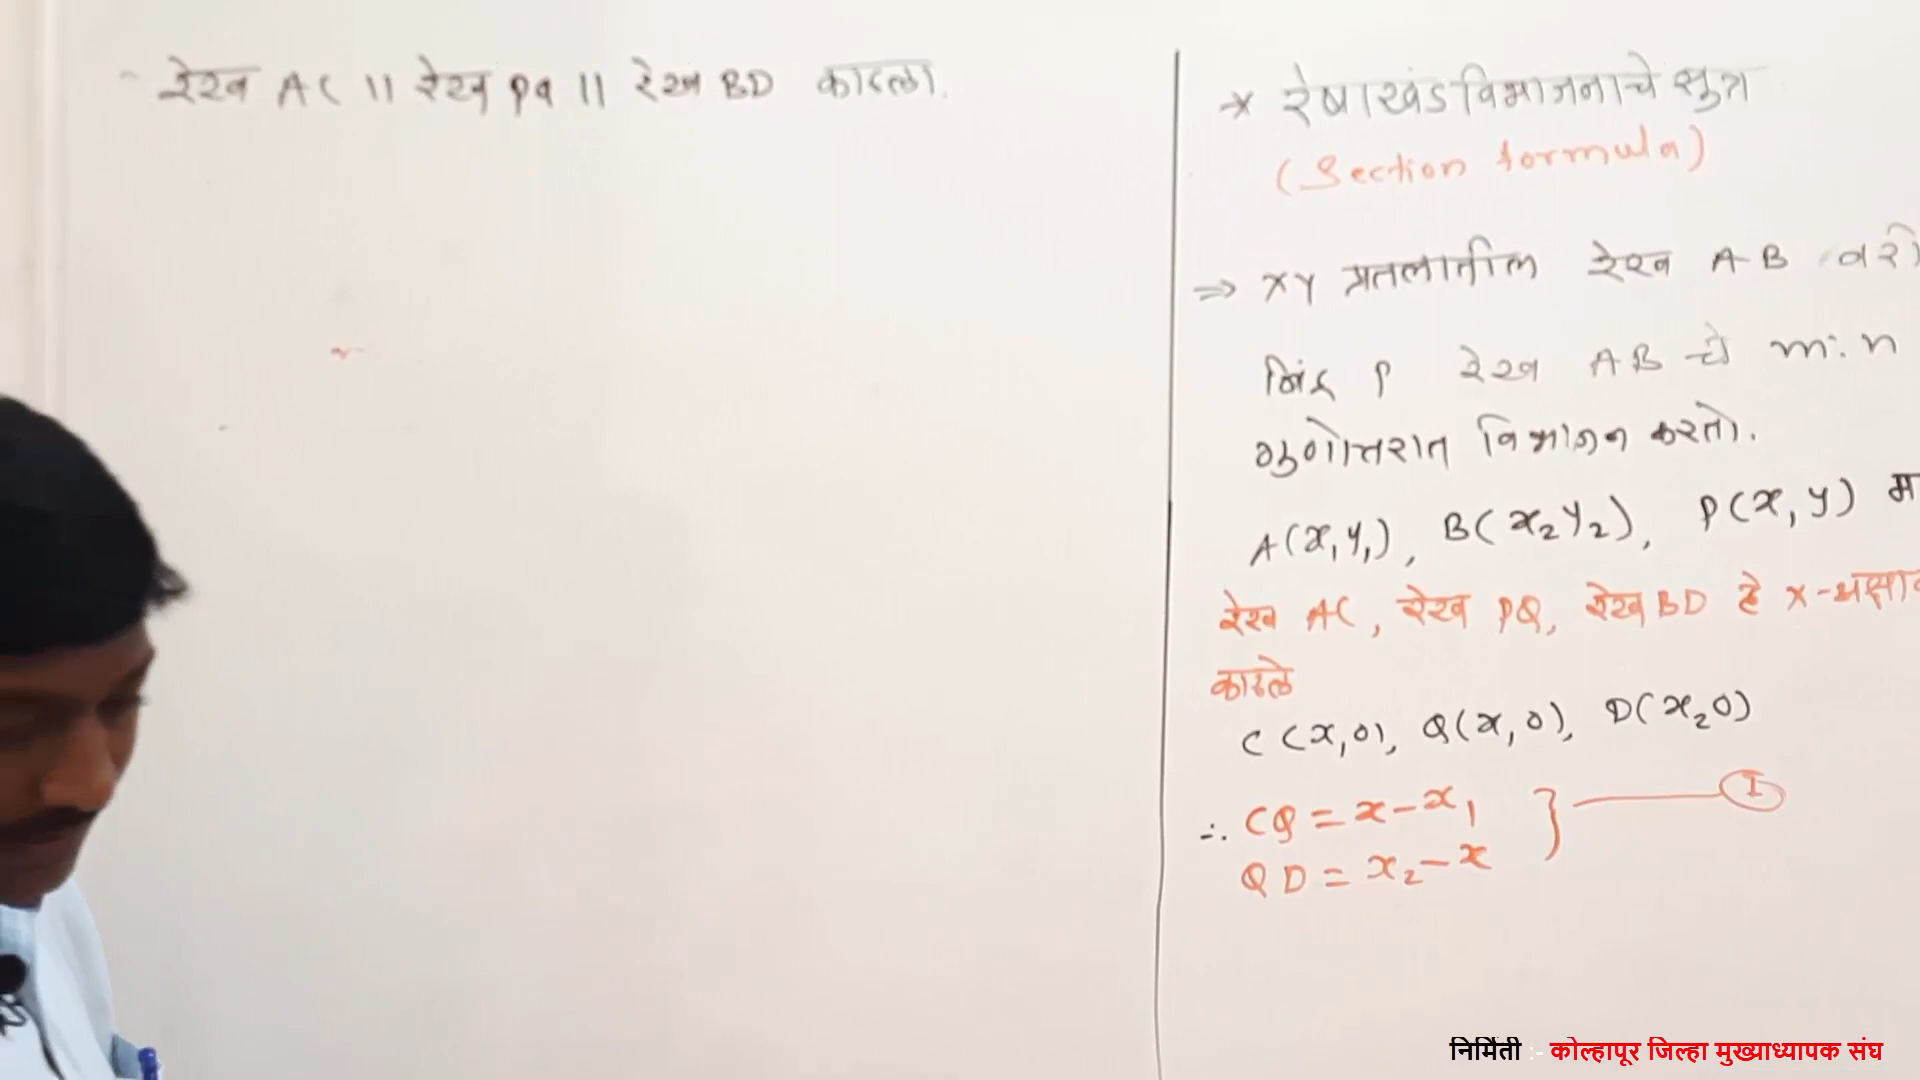 रेख AC || रेख PQ || रेख BD काढला.
* रेषाखंड विभाजनाचे सुत्र
(Section formula)
⇒ XY प्रतलातील रेख AB वरी
बिंदू P रेख AB चे m:n
गुणोत्तरात विभाजन करतो.
A(x₁y₁), B(x₂y₂), P(x,y) मा
रेख AC, रेख PQ, रेख BD हे X-अक्षाव
काढले
C(x₁0), Q(x,0), D(x₂0)
∴ CQ = x-x₁ } — I
QD = x₂-x
निर्मिती :- कोल्हापूर जिल्हा मुख्याध्यापक संघ